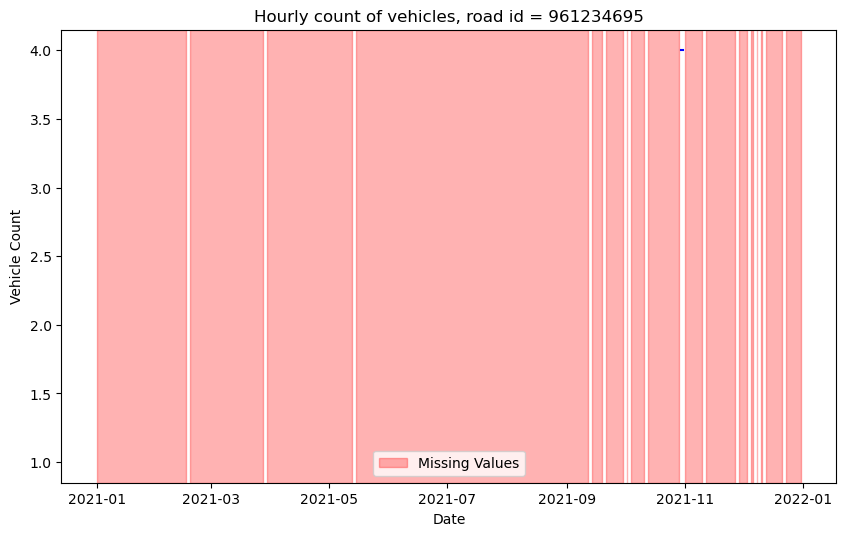 Hourly count of vehicles, road id = 961234695
4.0
3.5
3.0
2.5
2.0
1.5
1.0
Vehicle Count
Missing Values
2021-01 2021-03 2021-05 2021-07 2021-09 2021-11 2022-01
Date